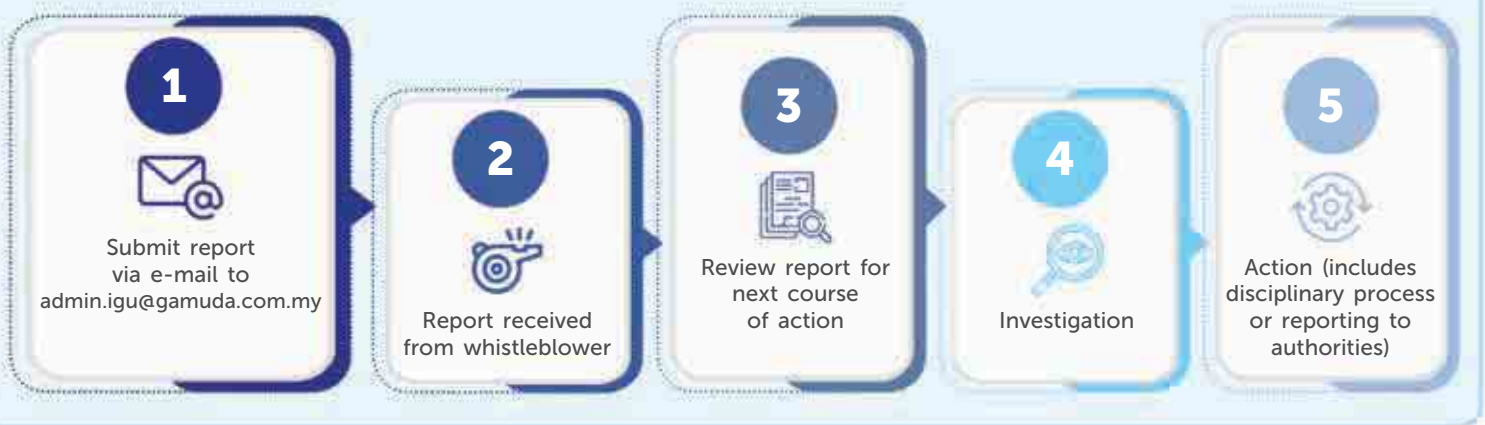 1
Submit report
via e-mail to
admin.igu@gamuda.com.my
2
Report received
from whistleblower
3
Review report for
next course
of action
4
Investigation
5
Action (includes
disciplinary process
or reporting to
authorities)